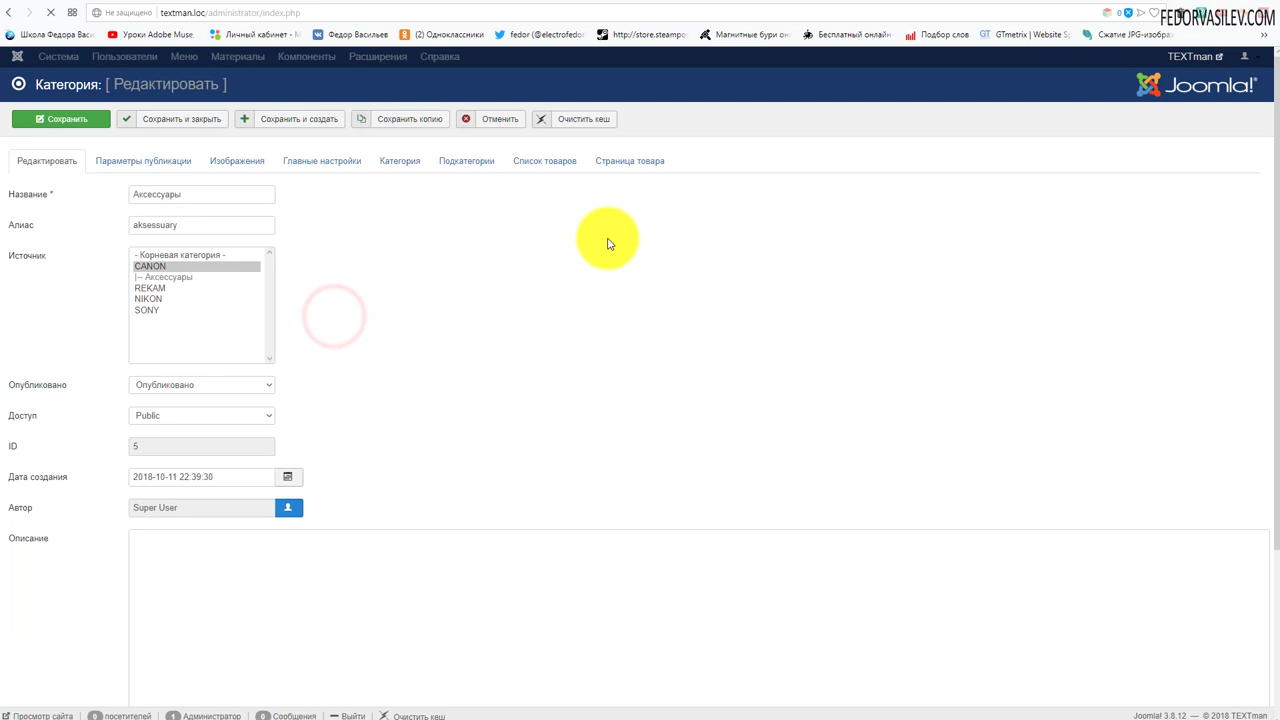 Не защищено textman.loc/administrator/index.php 0
FEDORVASILEV.COM
Школа Федора Васи Уроки Adobe Muse. Личный кабинет - М Федор Васильев (2) Одноклассники fedor (@electrofedo http://store.steampo Магнитные бури он Бесплатный онлайн- Подбор слов GTmetrix | Website S Сжатие JPG-изобра
Система Пользователи Меню Материалы Компоненты Расширения Справка TEXTman
Категория: [ Редактировать ] Joomla!®
Сохранить Сохранить и закрыть Сохранить и создать Сохранить копию Отменить Очистить кеш
Редактировать Параметры публикации Изображения Главные настройки Категория Подкатегории Список товаров Страница товара
Название * Аксессуары
Алиас aksessuary
Источник - Корневая категория -
CANON
|-- Аксессуары
REKAM
NIKON
SONY
Опубликовано Опубликовано
Доступ Public
ID 5
Дата создания 2018-10-11 22:39:30
Автор Super User
Описание
Просмотр сайта 0 посетителей 1 Администратор 0 Сообщения Выйти Очистить кеш Joomla! 3.8.12 — © 2018 TEXTman